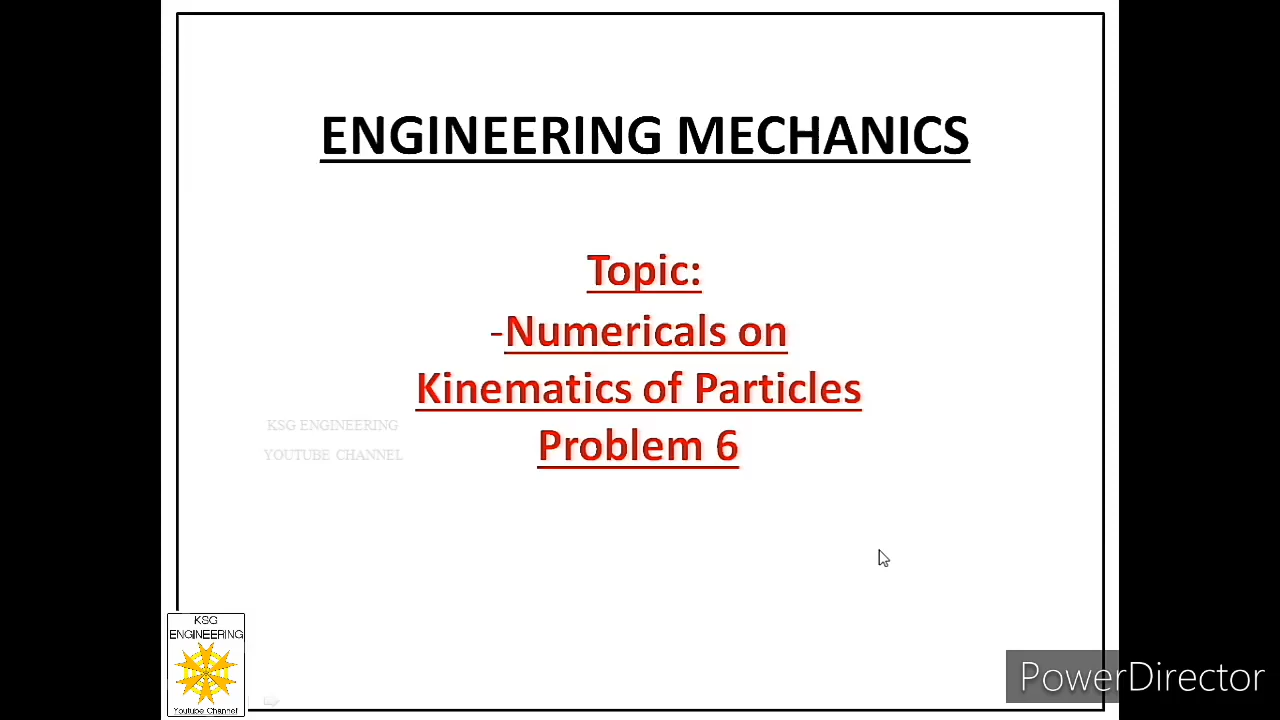 ENGINEERING MECHANICS
Topic:
-Numericals on
Kinematics of Particles
Problem 6
KSG ENGINEERING
YOUTUBE CHANNEL
KSG
ENGINEERING
Youtube Channel
PowerDirector